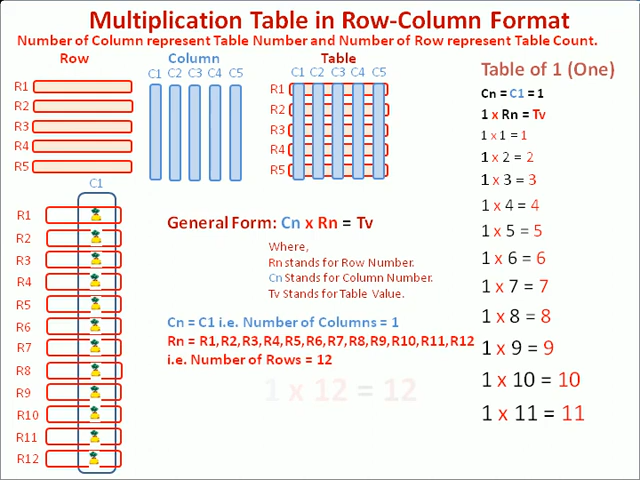 Multiplication Table in Row-Column Format
Number of Column represent Table Number and Number of Row represent Table Count.
Row
R1
R2
R3
R4
R5
Column
C1 C2 C3 C4 C5
Table
C1 C2 C3 C4 C5
R1
R2
R3
R4
R5
C1
R1
R2
R3
R4
R5
R6
R7
R8
R9
R10
R11
R12
General Form: Cn x Rn = Tv
Where,
Rn stands for Row Number.
Cn Stands for Column Number.
Tv Stands for Table Value.
Cn = C1 i.e. Number of Columns = 1
Rn = R1,R2,R3,R4,R5,R6,R7,R8,R9,R10,R11,R12
i.e. Number of Rows = 12
1 x 12 = 12
Table of 1 (One)
Cn = C1 = 1
1 x Rn = Tv
1 x 1 = 1
1 x 2 = 2
1 x 3 = 3
1 x 4 = 4
1 x 5 = 5
1 x 6 = 6
1 x 7 = 7
1 x 8 = 8
1 x 9 = 9
1 x 10 = 10
1 x 11 = 11